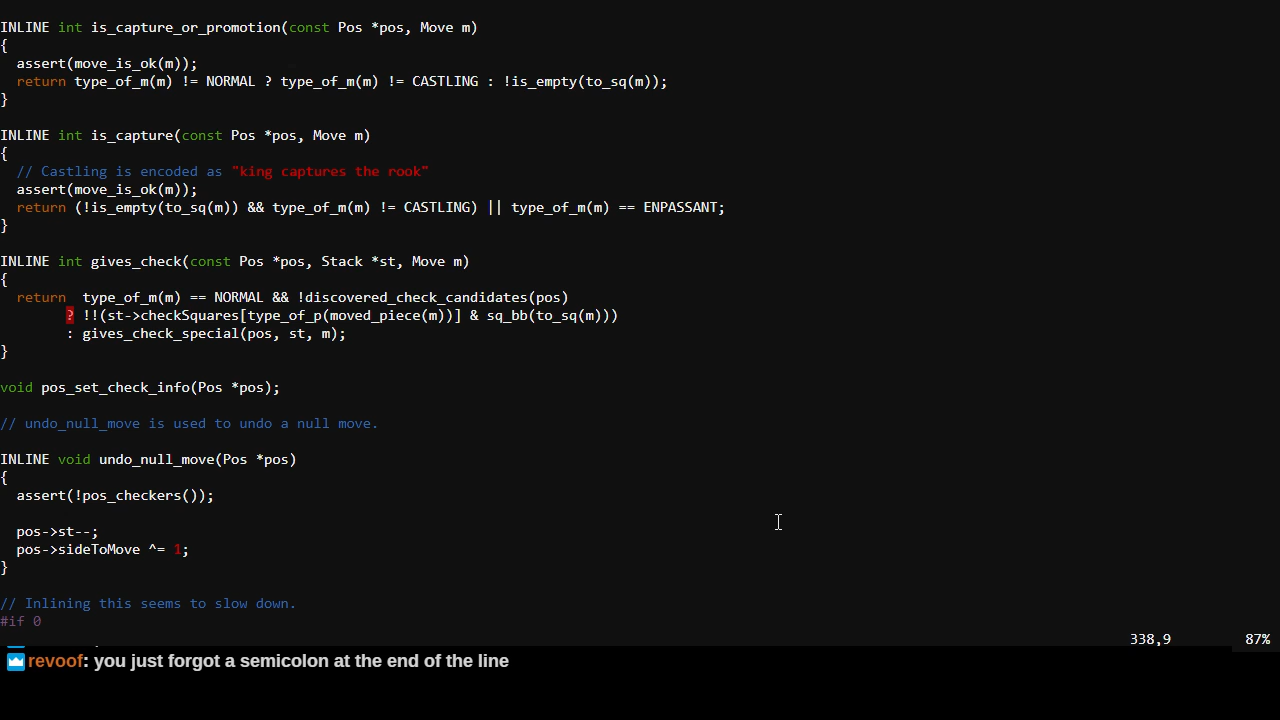 INLINE int is_capture_or_promotion(const Pos *pos, Move m)
{
  assert(move_is_ok(m));
  return type_of_m(m) != NORMAL ? type_of_m(m) != CASTLING : !is_empty(to_sq(m));
}
INLINE int is_capture(const Pos *pos, Move m)
{
  // Castling is encoded as "king captures the rook"
  assert(move_is_ok(m));
  return (!is_empty(to_sq(m)) && type_of_m(m) != CASTLING) || type_of_m(m) == ENPASSANT;
}
INLINE int gives_check(const Pos *pos, Stack *st, Move m)
{
  return  type_of_m(m) == NORMAL && !discovered_check_candidates(pos)
        ? !!(st->checkSquares[type_of_p(moved_piece(m))] & sq_bb(to_sq(m)))
        : gives_check_special(pos, st, m);
}
void pos_set_check_info(Pos *pos);
// undo_null_move is used to undo a null move.
INLINE void undo_null_move(Pos *pos)
{
  assert(!pos_checkers());
  pos->st--;
  pos->sideToMove ^= 1;
}
// Inlining this seems to slow down.
#if 0
338,9 87%
revoof: you just forgot a semicolon at the end of the line